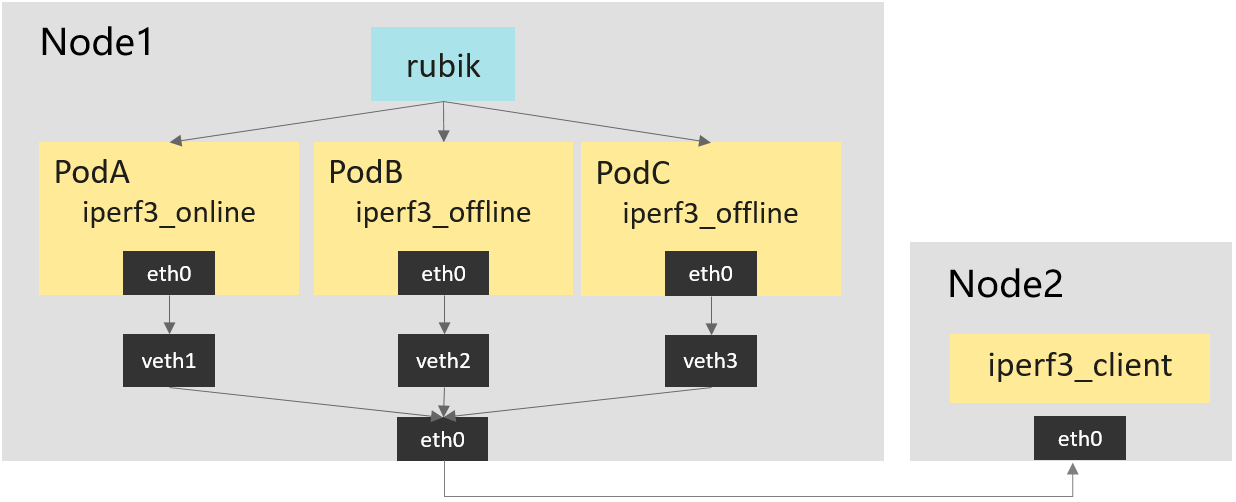 Node1
rubik
PodA
iperf3_online
eth0
PodB
iperf3_offline
eth0
PodC
iperf3_offline
eth0
veth1
veth2
veth3
eth0
Node2
iperf3_client
eth0